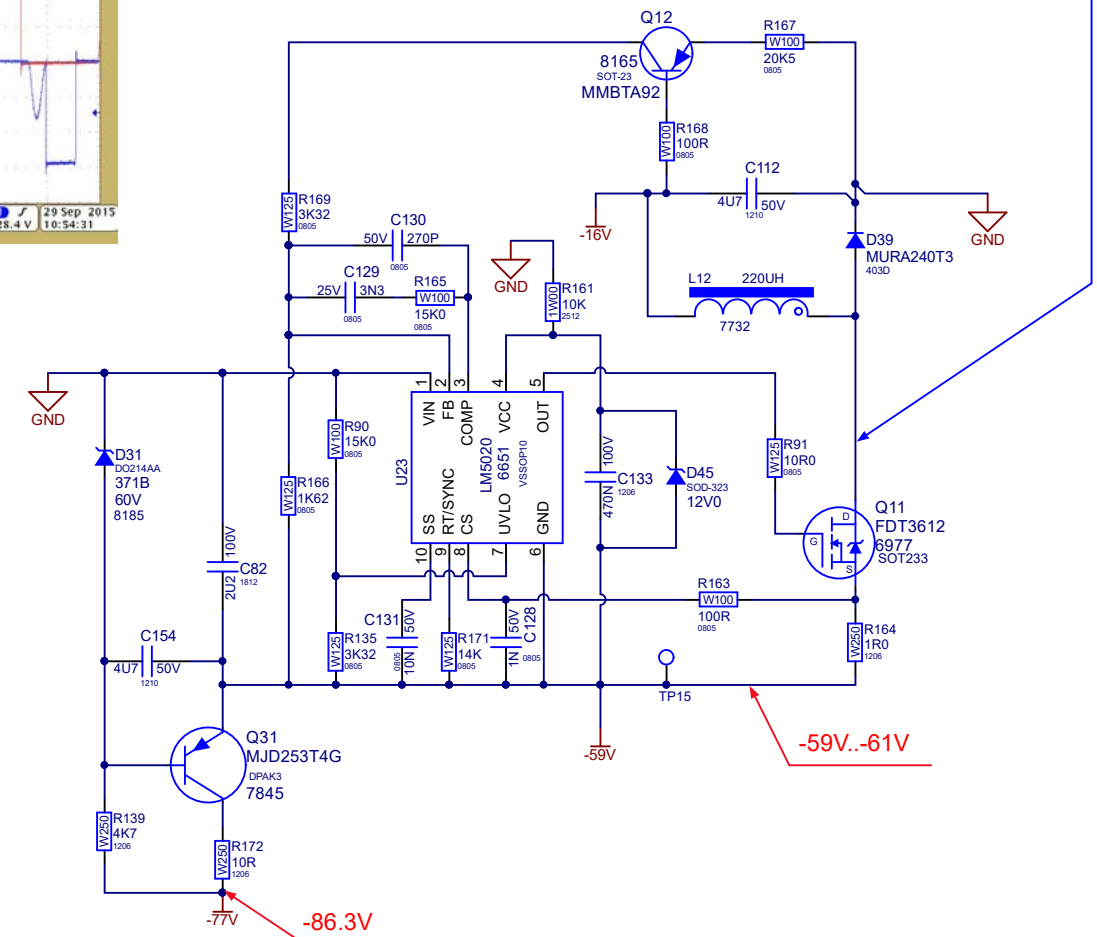 29 Sep 2015
28.4 V
10:54:31
Q12
8165
SOT-23
MMBTA92
R167
W100
20K5
0805
W100
R168
100R
0805
C112
4U7
50V
1210
-16V
GND
D39
MURA240T3
403D
L12
220UH
7732
W125
R169
3K32
0805
C130
50V
270P
0805
C129
25V
3N3
0805
R165
W100
15K0
0805
GND
1W00
R161
10K
2512
GND
D31
DO214AA
371B
60V
8185
W100
R90
15K0
0805
W125
R166
1K62
0805
100V
C82
2U2
1812
1
2
3
4
5
VIN
FB
COMP
VCC
OUT
U23
LM5020
6651
VSSOP10
SS
RT/SYNC
CS
UVLO
GND
10
9
8
7
6
100V
C133
470N
1206
D45
SOD-323
12V0
W125
R91
10R0
0805
Q11
FDT3612
6977
SOT233
D
G
S
R163
W100
100R
0805
W250
R164
1R0
1206
C154
4U7
50V
1210
W125
R135
3K32
0805
C131
50V
0805
10N
W125
R171
14K
0805
50V
C128
1N
0805
TP15
-59V
-59V..-61V
Q31
MJD253T4G
DPAK3
7845
W250
R139
4K7
1206
W250
R172
10R
1206
-77V
-86.3V